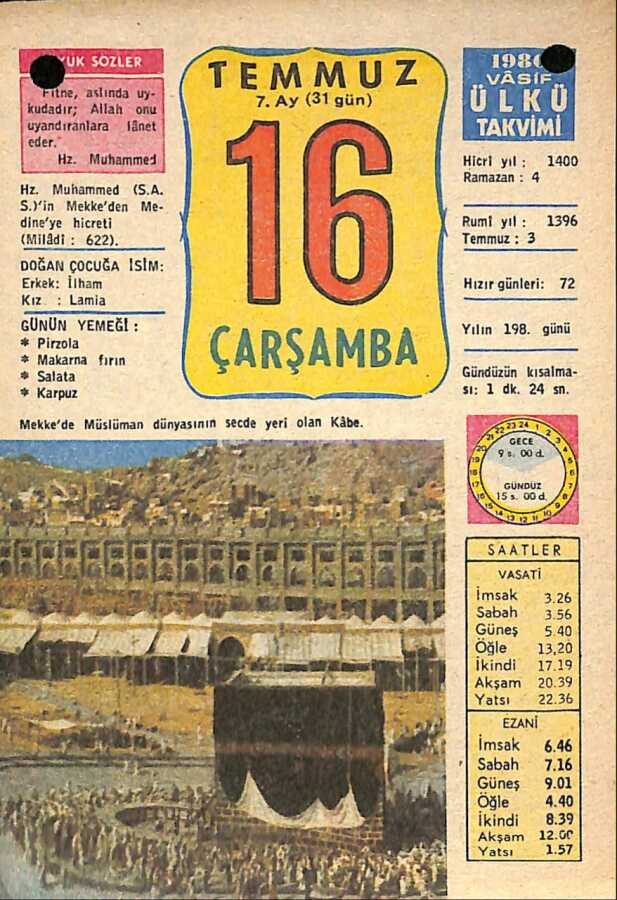 YÜK SÖZLER
Fitne, aslında uy-
kudadır; Allah onu
uyandıranlara lânet
eder."
Hz. Muhammed
Hz. Muhammed (S.A.
S.)'in Mekke'den Me-
dine'ye hicreti
(Milâdî : 622).
DOĞAN ÇOCUĞA İSİM:
Erkek: İlham
Kız : Lamia
GÜNÜN YEMEĞİ :
* Pirzola
* Makarna fırın
* Salata
* Karpuz
TEMMUZ
7. Ay (31 gün)
16
ÇARŞAMBA
1980
VÂSIF
ÜLKÜ
TAKVİMİ
Hicrî yıl : 1400
Ramazan : 4
Rumî yıl : 1396
Temmuz : 3
Hızır günleri: 72
Yılın 198. günü
Gündüzün kısalma-
sı: 1 dk. 24 sn.
Mekke'de Müslüman dünyasının secde yeri olan Kâbe.
GECE
9 s. 00 d.
GÜNDÜZ
15 s. 00 d.
SAATLER
VASATİ
İmsak 3.26
Sabah 3.56
Güneş 5.40
Öğle 13,20
İkindi 17.19
Akşam 20.39
Yatsı 22.36
EZANİ
İmsak 6.46
Sabah 7.16
Güneş 9.01
Öğle 4.40
İkindi 8.39
Akşam 12.00
Yatsı 1.57